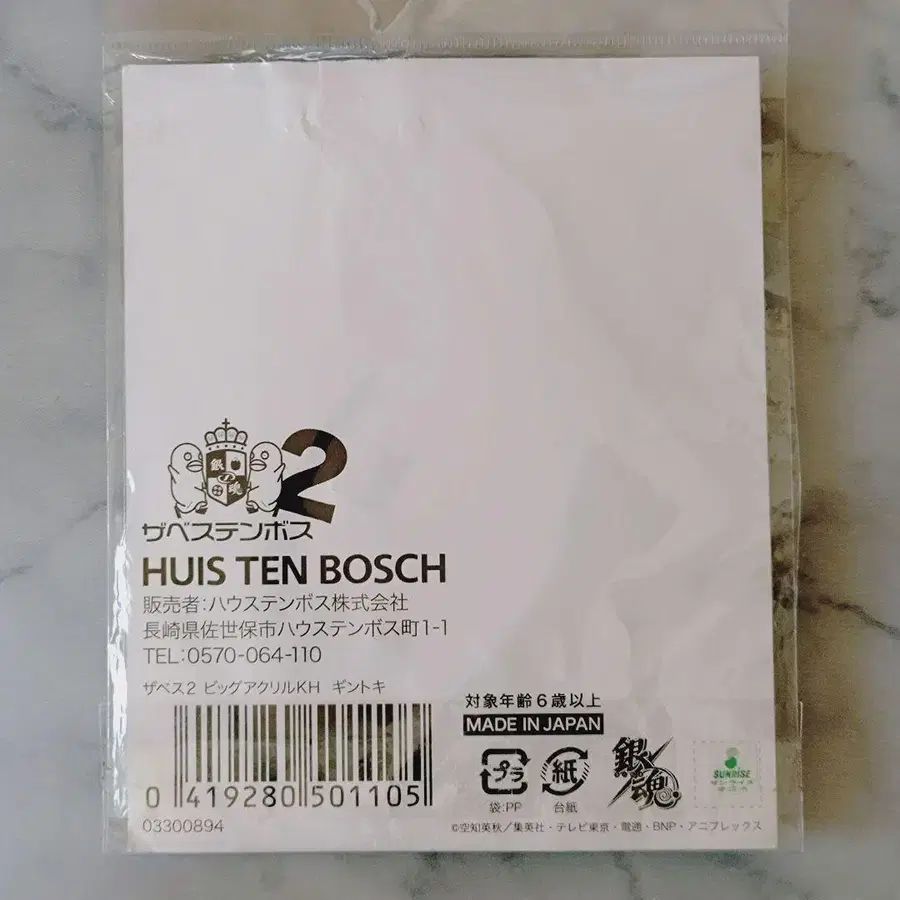 銀魂
2
ザベステンボス
HUIS TEN BOSCH
販売者:ハウステンボス株式会社
長崎県佐世保市ハウステンボス町1-1
TEL:0570-064-110
ザベス2 ビッグアクリルKH ギントキ
対象年齢6歳以上
MADE IN JAPAN
プラ
袋:PP
紙
台紙
銀魂
SUNRISE
0 419280 501105
03300894
©空知英秋/集英社・テレビ東京・電通・BNP・アニプレックス